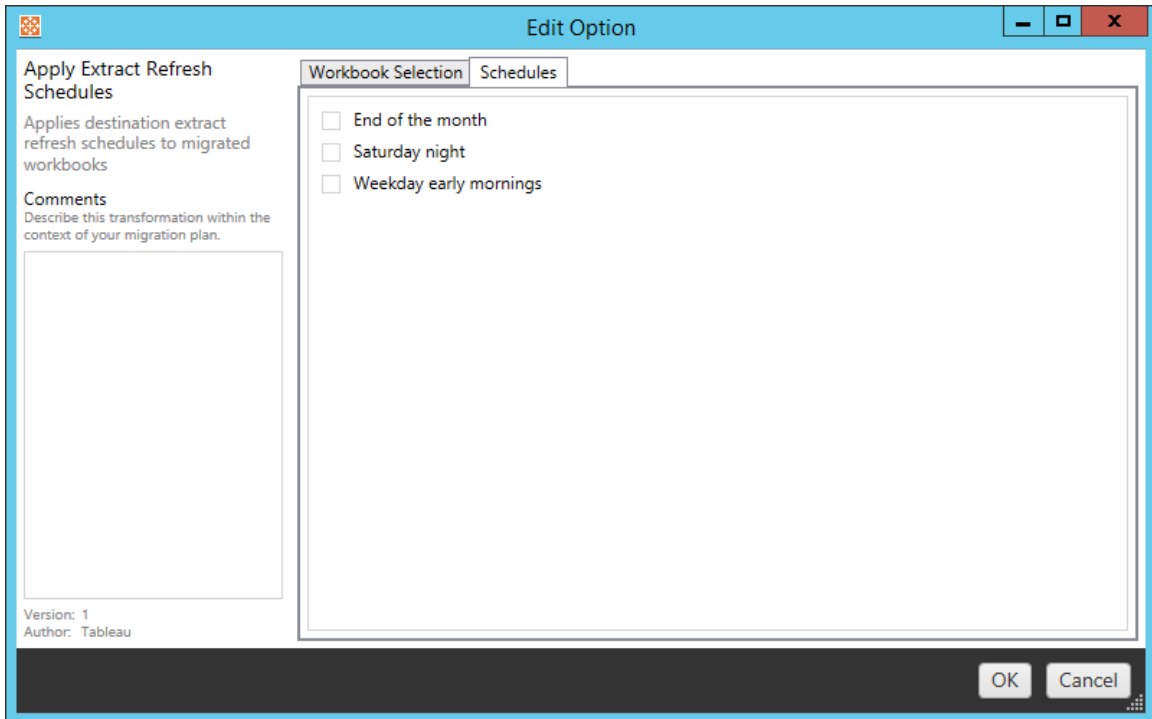 Edit Option
Apply Extract Refresh
Schedules
Applies destination extract
refresh schedules to migrated
workbooks
Comments
Describe this transformation within the
context of your migration plan.
Version: 1
Author: Tableau
Workbook Selection
Schedules
End of the month
Saturday night
Weekday early mornings
OK
Cancel